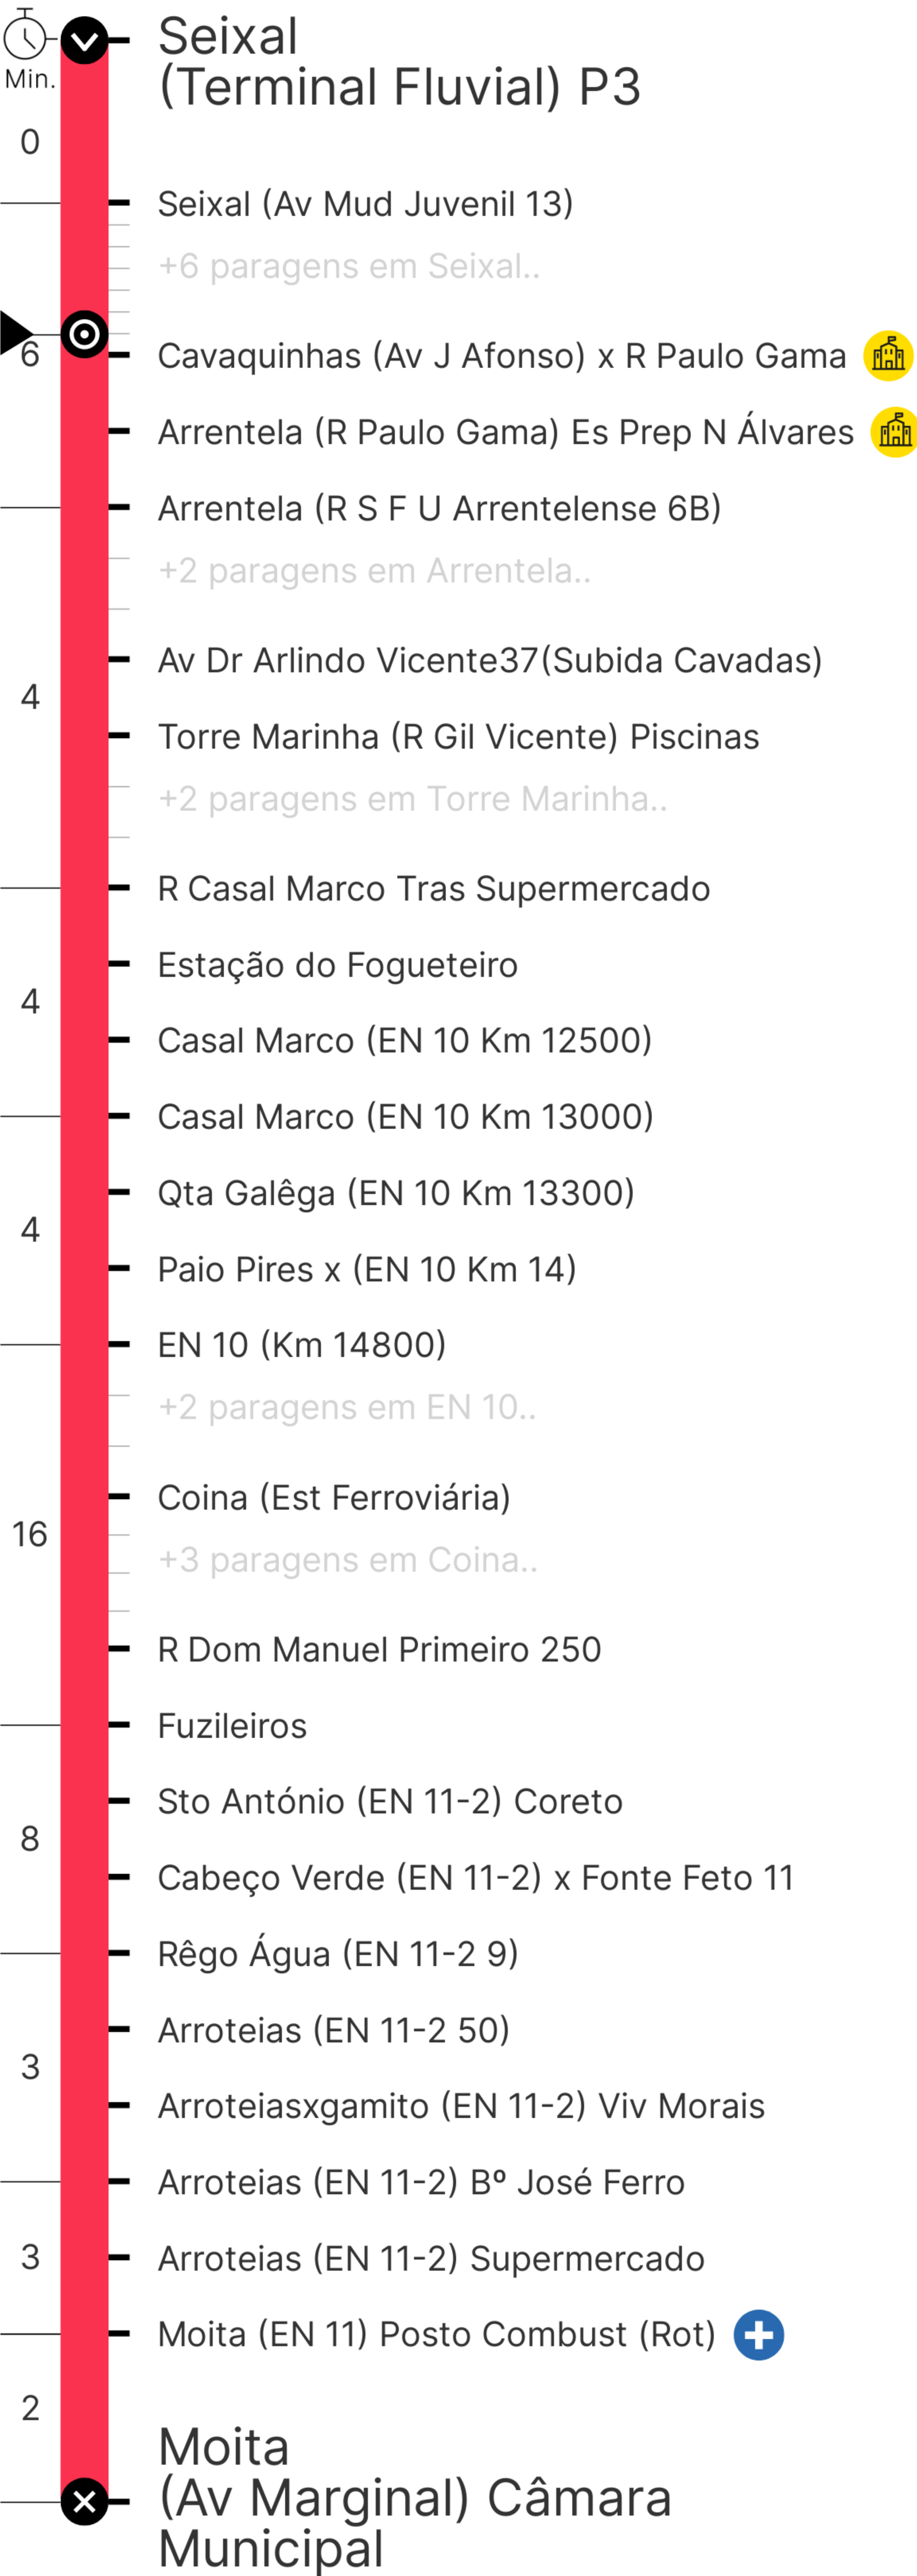 Seixal
(Terminal Fluvial) P3
Min.
0
Seixal (Av Mud Juvenil 13)
+6 paragens em Seixal..
6
Cavaquinhas (Av J Afonso) x R Paulo Gama
Arrentela (R Paulo Gama) Es Prep N Álvares
Arrentela (R S F U Arrentelense 6B)
+2 paragens em Arrentela..
Av Dr Arlindo Vicente37(Subida Cavadas)
4
Torre Marinha (R Gil Vicente) Piscinas
+2 paragens em Torre Marinha..
R Casal Marco Tras Supermercado
Estação do Fogueteiro
4
Casal Marco (EN 10 Km 12500)
Casal Marco (EN 10 Km 13000)
Qta Galêga (EN 10 Km 13300)
4
Paio Pires x (EN 10 Km 14)
EN 10 (Km 14800)
+2 paragens em EN 10..
Coina (Est Ferroviária)
16
+3 paragens em Coina..
R Dom Manuel Primeiro 250
Fuzileiros
Sto António (EN 11-2) Coreto
8
Cabeço Verde (EN 11-2) x Fonte Feto 11
Rêgo Água (EN 11-2 9)
Arroteias (EN 11-2 50)
3
Arroteiasxgamito (EN 11-2) Viv Morais
Arroteias (EN 11-2) Bº José Ferro
3
Arroteias (EN 11-2) Supermercado
Moita (EN 11) Posto Combust (Rot)
2
Moita
(Av Marginal) Câmara
Municipal